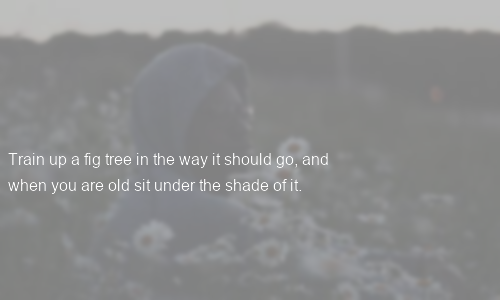 Train up a fig tree in the way it should go, and
when you are old sit under the shade of it.